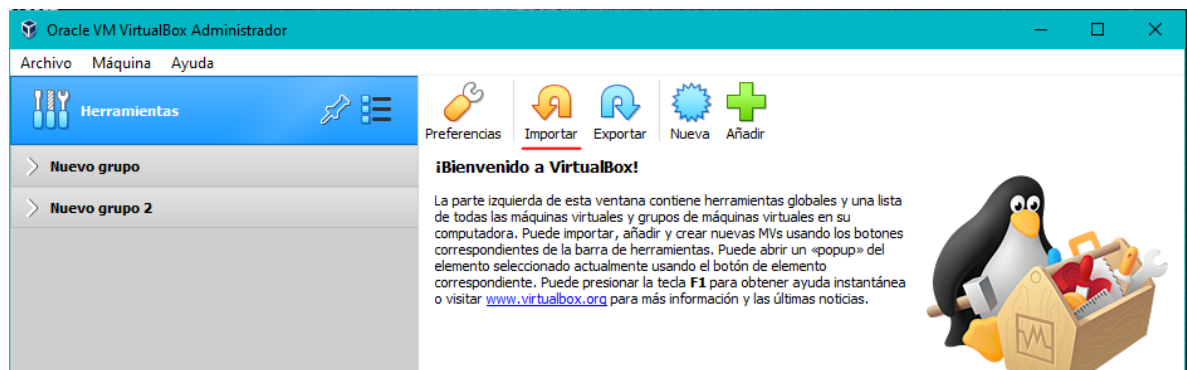 Oracle VM VirtualBox Administrador
Archivo Máquina Ayuda
Herramientas
Preferencias Importar Exportar Nueva Añadir
Nuevo grupo
Nuevo grupo 2
¡Bienvenido a VirtualBox!
La parte izquierda de esta ventana contiene herramientas globales y una lista
de todas las máquinas virtuales y grupos de máquinas virtuales en su
computadora. Puede importar, añadir y crear nuevas MVs usando los botones
correspondientes de la barra de herramientas. Puede abrir un «popup» del
elemento seleccionado actualmente usando el botón de elemento
correspondiente. Puede presionar la tecla F1 para obtener ayuda instantánea
o visitar www.virtualbox.org para más información y las últimas noticias.